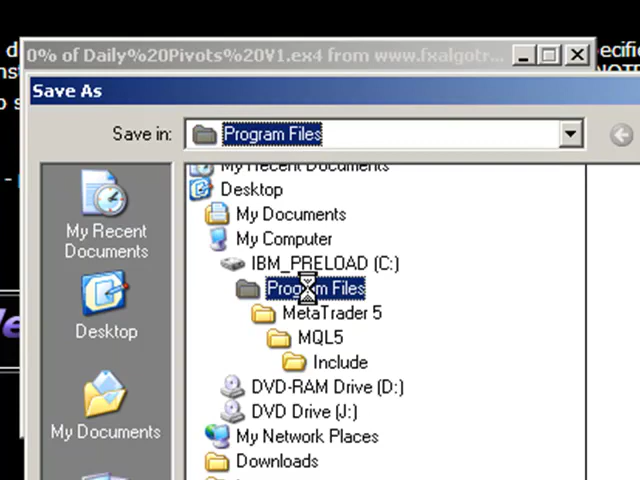 0% of Daily%20Pivots%20V1.ex4 from www.fxalgotr...
Save As
Save in:
Program Files
My Recent Documents
Desktop
My Documents
My Computer
IBM_PRELOAD (C:)
Program Files
MetaTrader 5
MQL5
Include
DVD-RAM Drive (D:)
DVD Drive (J:)
My Network Places
Downloads
My Recent
Documents
Desktop
My Documents